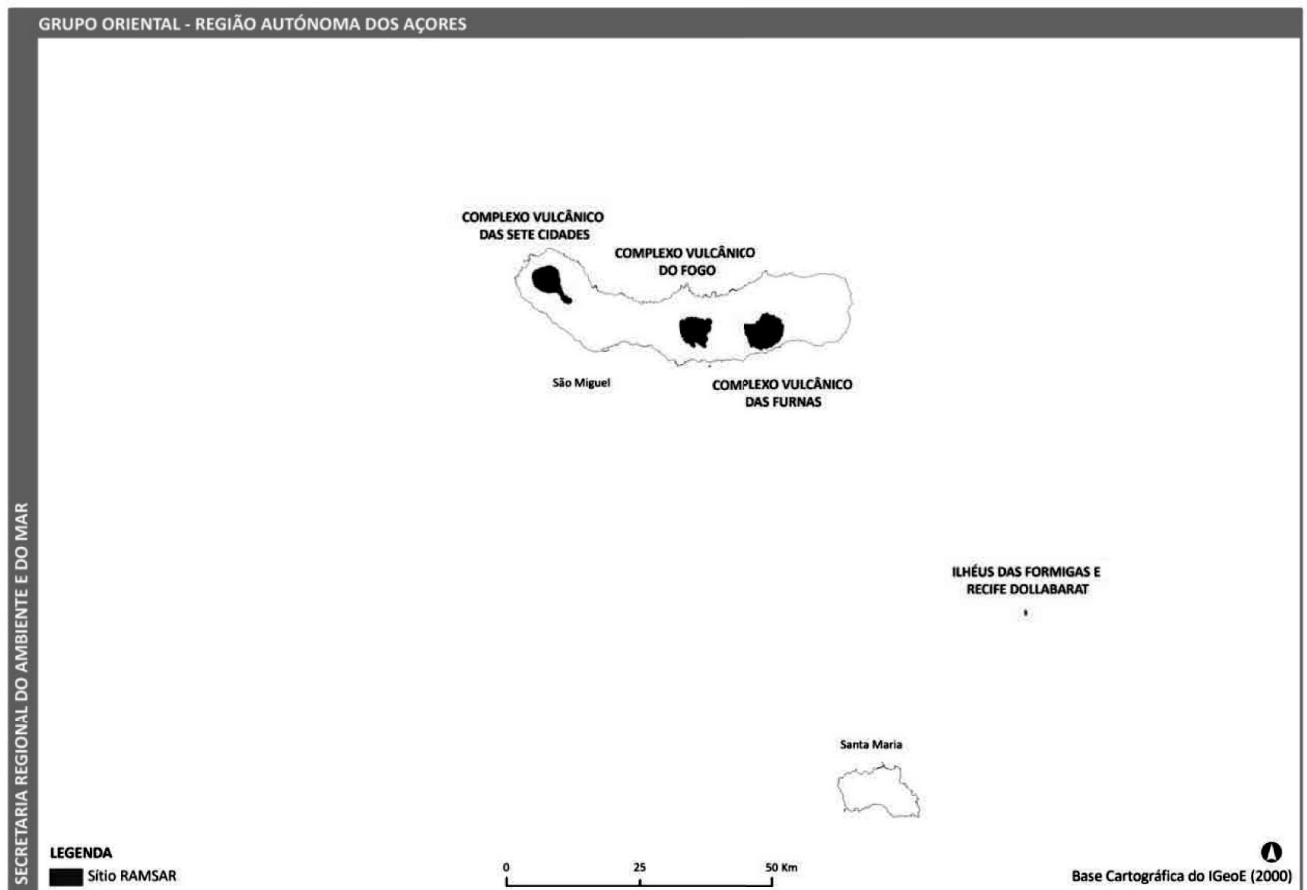 GRUPO ORIENTAL - REGIÃO AUTÓNOMA DOS AÇORES
SECRETARIA REGIONAL DO AMBIENTE E DO MAR
COMPLEXO VULCÂNICO
DAS SETE CIDADES
COMPLEXO VULCÂNICO
DO FOGO
São Miguel
COMPLEXO VULCÂNICO
DAS FURNAS
ILHÉUS DAS FORMIGAS E
RECIFE DOLLABARAT
Santa Maria
LEGENDA
Sítio RAMSAR
0 25 50 Km
Base Cartográfica do IGeoE (2000)